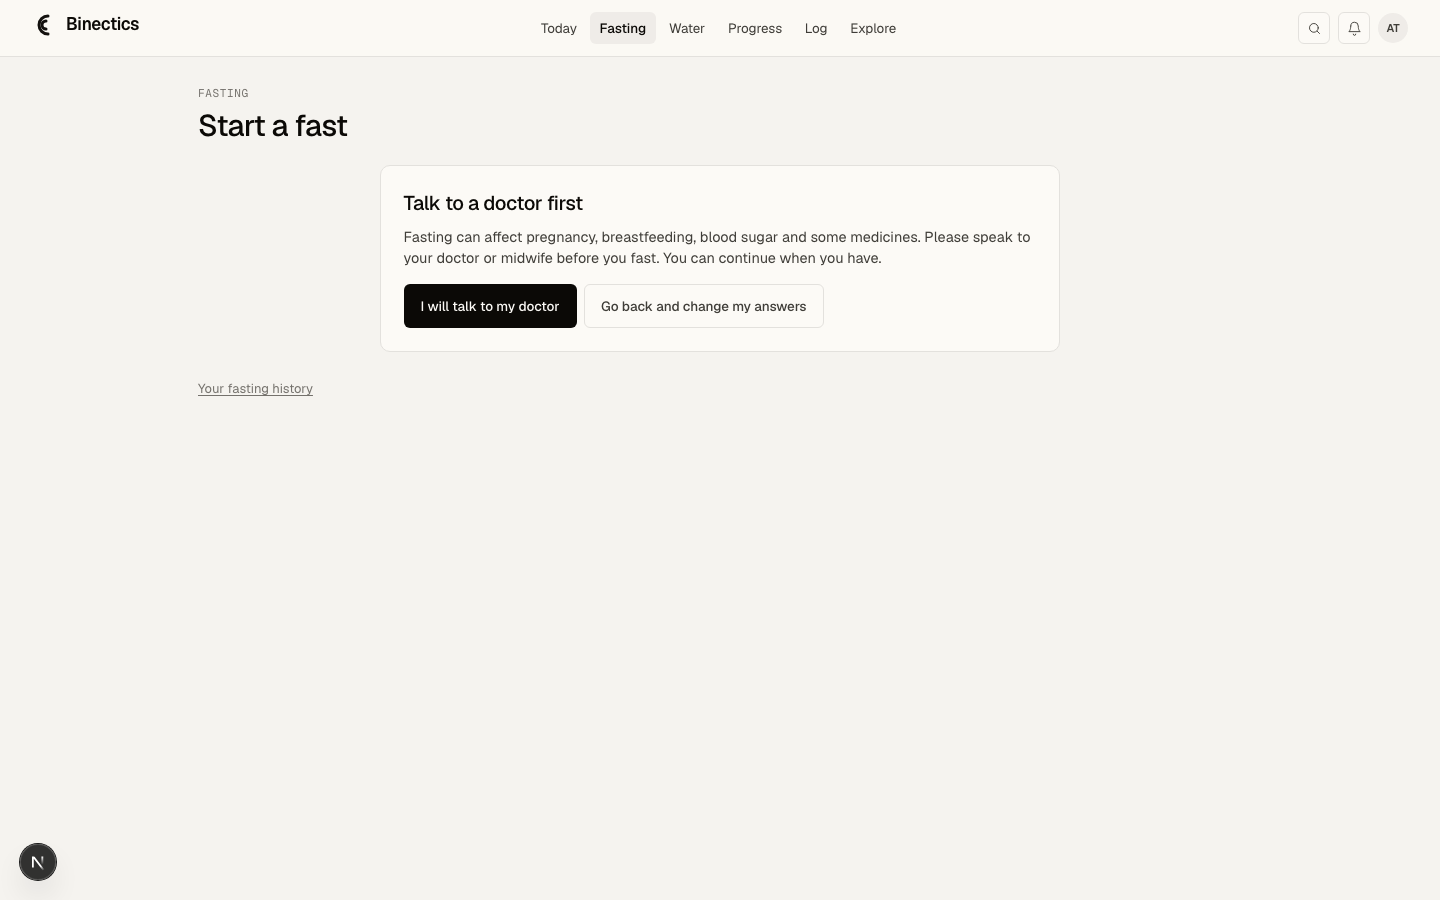 Binectics
Today Fasting Water Progress Log Explore
AT
FASTING
Start a fast
Talk to a doctor first
Fasting can affect pregnancy, breastfeeding, blood sugar and some medicines. Please speak to
your doctor or midwife before you fast. You can continue when you have.
I will talk to my doctor
Go back and change my answers
Your fasting history
N